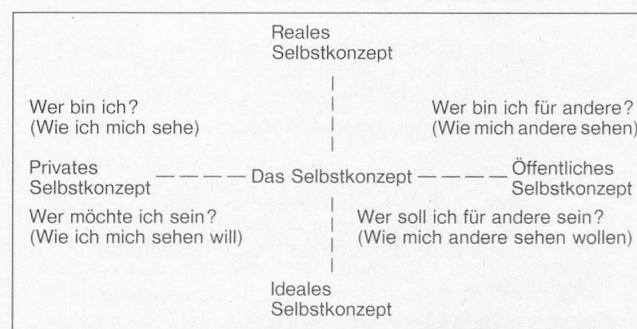 Reales
Selbstkonzept
Wer bin ich?
(Wie ich mich sehe)
Wer bin ich für andere?
(Wie mich andere sehen)
Privates
Selbstkonzept
Das Selbstkonzept
Öffentliches
Selbstkonzept
Wer möchte ich sein?
(Wie ich mich sehen will)
Wer soll ich für andere sein?
(Wie mich andere sehen wollen)
Ideales
Selbstkonzept